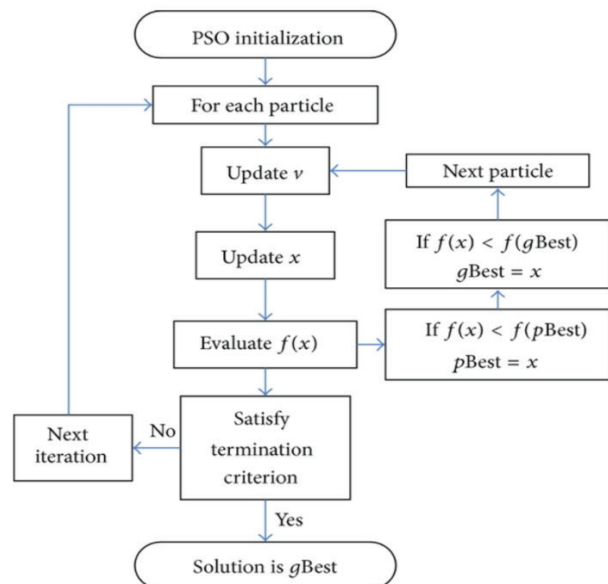 PSO initialization
For each particle
Update v
Next particle
Update x
If f(x) < f(gBest)
gBest = x
Evaluate f(x)
If f(x) < f(pBest)
pBest = x
Satisfy
termination
criterion
No
Next
iteration
Yes
Solution is gBest